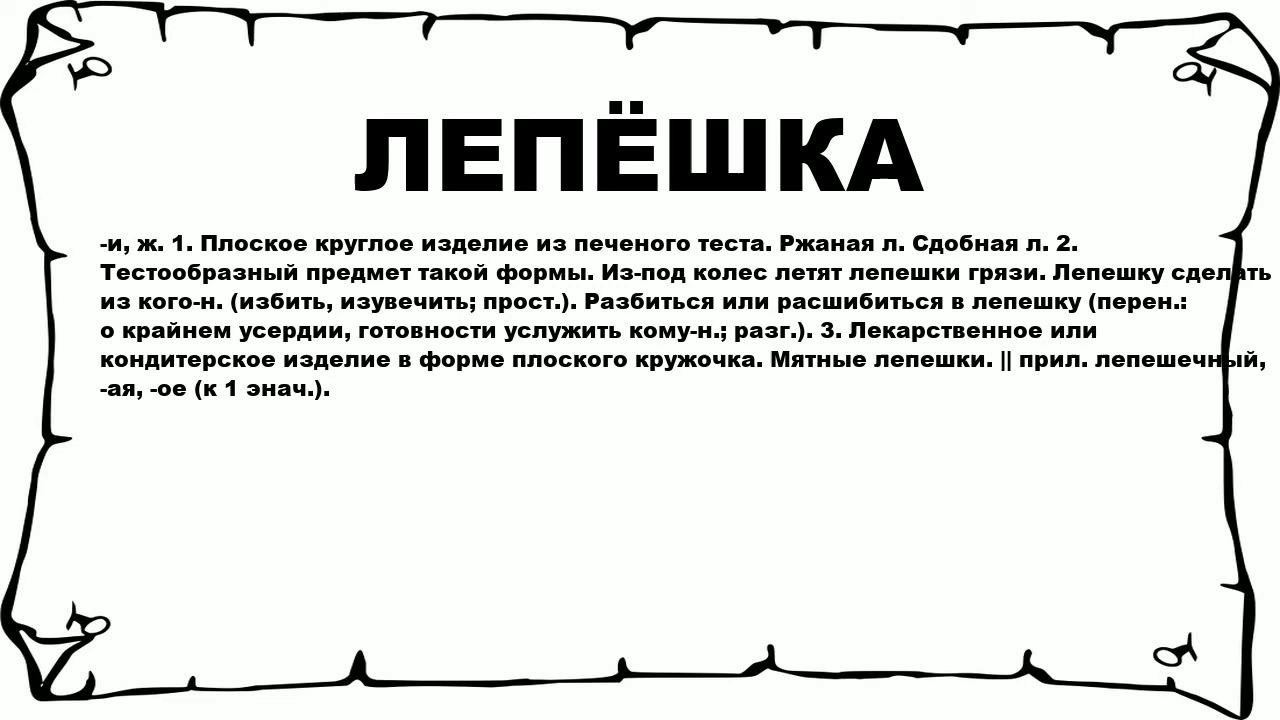 ЛЕПЁШКА
-и, ж. 1. Плоское круглое изделие из печеного теста. Ржаная л. Сдобная л. 2.
Тестообразный предмет такой формы. Из-под колес летят лепешки грязи. Лепешку сделать
из кого-н. (избить, изувечить; прост.). Разбиться или расшибиться в лепешку (перен.:
о крайнем усердии, готовности услужить кому-н.; разг.). 3. Лекарственное или
кондитерское изделие в форме плоского кружочка. Мятные лепешки. || прил. лепешечный,
-ая, -ое (к 1 энач.).